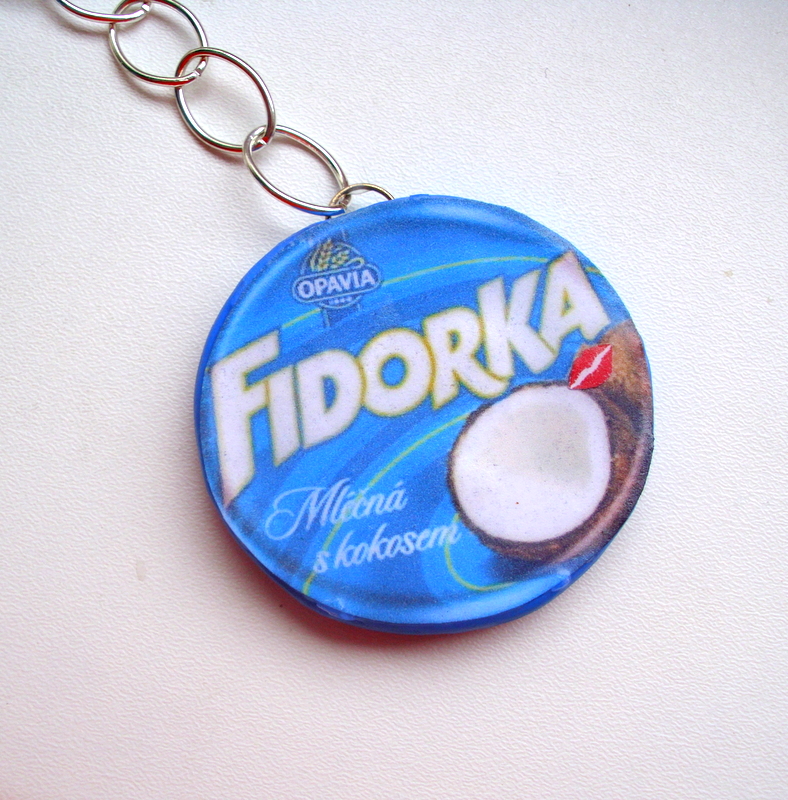 OPAVIA
FIDORKA
Mléčná
s kokosem